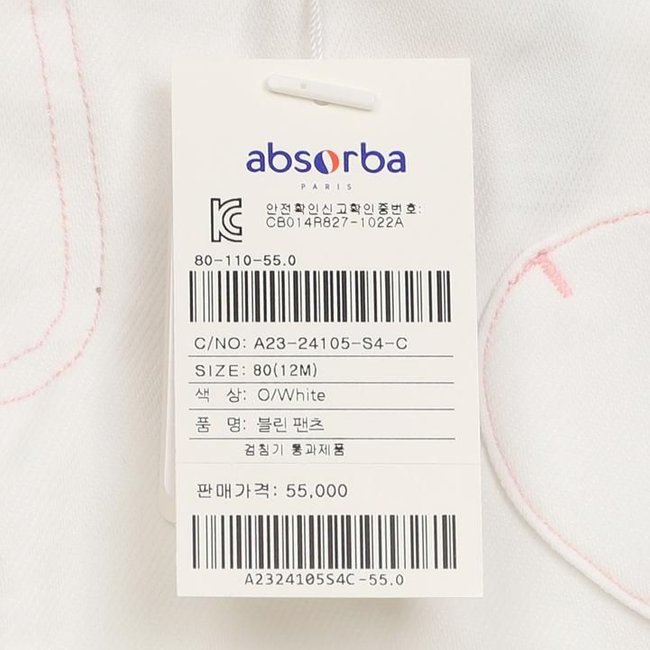 absorba
PARIS
안전확인신고확인증번호:
CB014R827-1022A
80-110-55.0
C/NO: A23-24105-S4-C
SIZE: 80(12M)
색 상: O/White
품 명: 블린 팬츠
검침기 통과제품
판매가격: 55,000
A2324105S4C-55.0